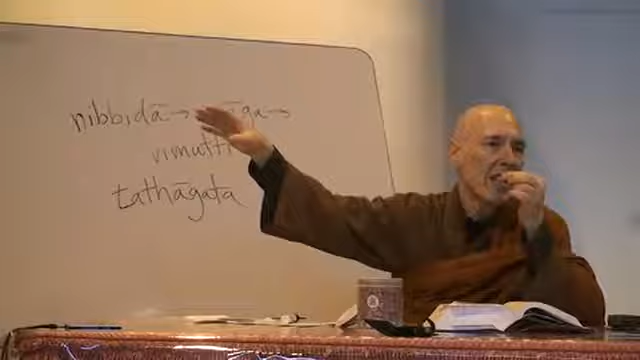 nibbidā →
vimutti
tathāgata